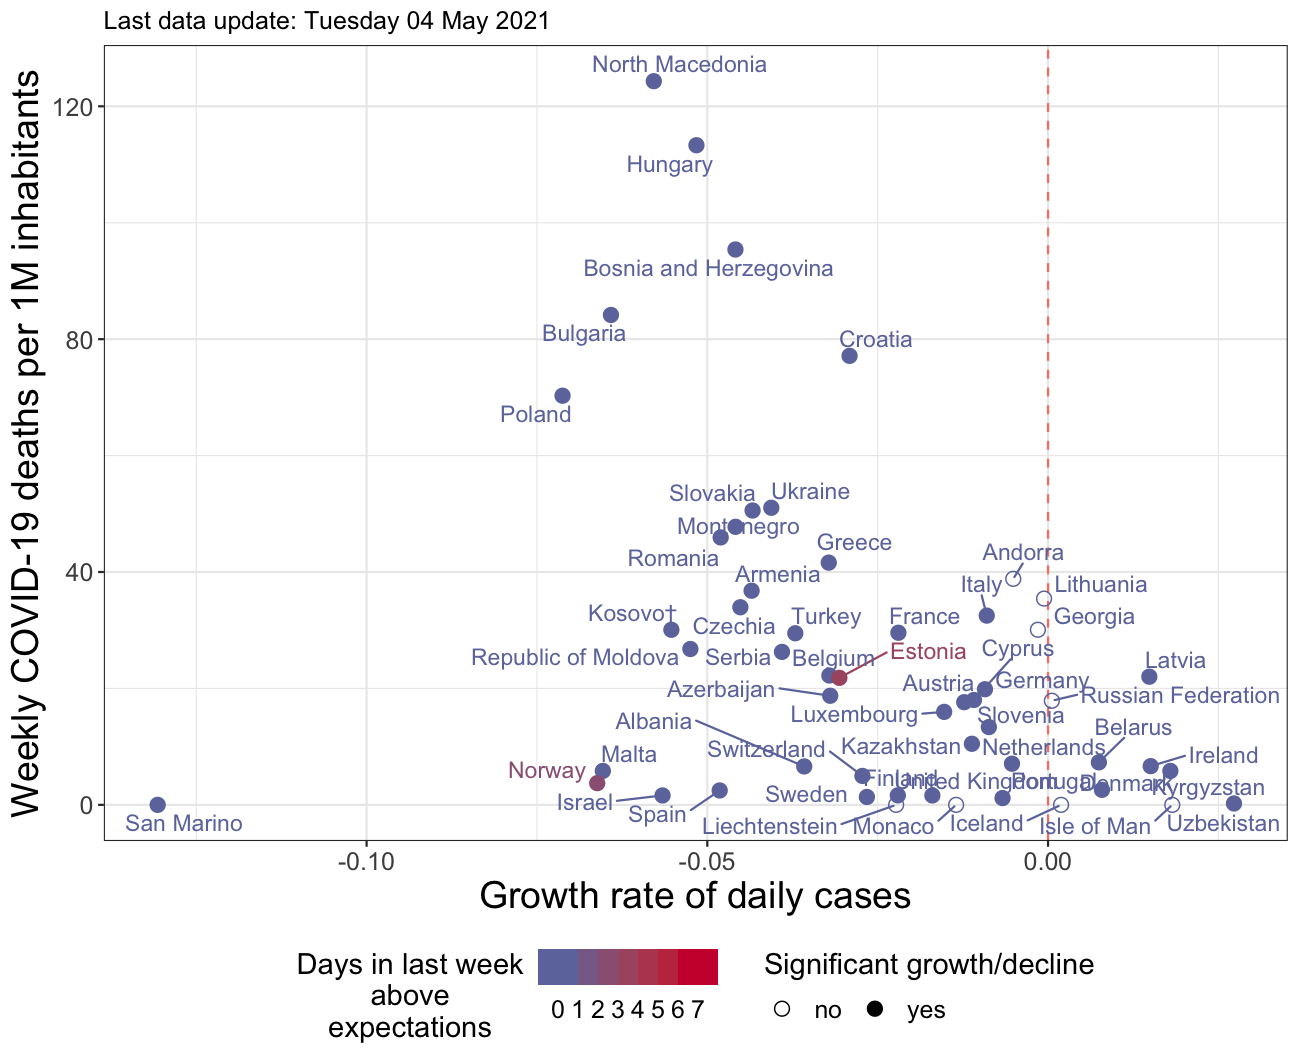 Last data update: Tuesday 04 May 2021
Weekly COVID-19 deaths per 1M inhabitants
120
80
40
0
North Macedonia
Hungary
Bosnia and Herzegovina
Bulgaria
Croatia
Poland
Slovakia
Ukraine
Montenegro
Romania
Greece
Armenia
Andorra
Italy
Lithuania
Kosovo†
Czechia
Turkey
France
Georgia
Republic of Moldova
Serbia
Belgium
Estonia
Cyprus
Latvia
Azerbaijan
Austria
Germany
Russian Federation
Albania
Luxembourg
Slovenia
Belarus
Switzerland
Kazakhstan
Netherlands
Ireland
Norway
Malta
Finland
United Kingdom
Portugal
Denmark
Kyrgyzstan
Israel
Spain
Sweden
San Marino
Liechtenstein
Monaco
Iceland
Isle of Man
Uzbekistan
-0.10
-0.05
0.00
Growth rate of daily cases
Days in last week
above
expectations
0 1 2 3 4 5 6 7
Significant growth/decline
no
yes